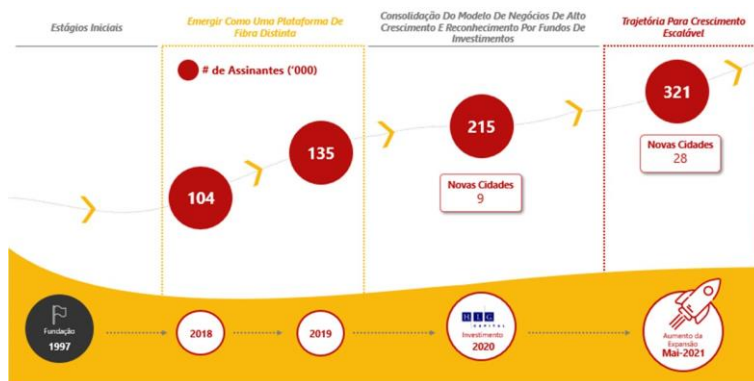 Estágios Iniciais
Emergir Como Uma Plataforma De
Fibra Distinta
Consolidação Do Modelo De Negócios De Alto
Crescimento E Reconhecimento Por Fundos De
Investimentos
Trajetória Para Crescimento
Escalável
# de Assinantes ('000)
104
135
215
321
Novas Cidades
9
Novas Cidades
28
Fundação
1997
2018
2019
H.I.G.
CAPITAL
Investimento
2020
Aumento da
Expansão
Mai-2021